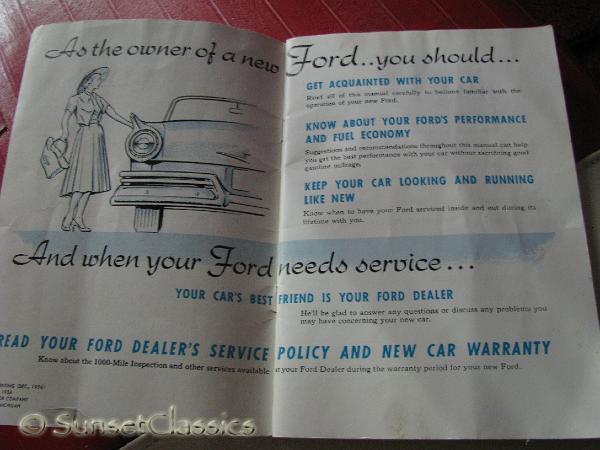 As the owner of a new Ford..you should...
GET ACQUAINTED WITH YOUR CAR
Read all of this manual carefully to become familiar with the
operation of your new Ford.
KNOW ABOUT YOUR FORD'S PERFORMANCE
AND FUEL ECONOMY
Suggestions and recommendations throughout this manual can help
you get the best performance with your car without sacrificing good
gasoline mileage.
KEEP YOUR CAR LOOKING AND RUNNING
LIKE NEW
Know when to have your Ford serviced inside and out during its
lifetime with you.
And when your Ford needs service...
YOUR CAR'S BEST FRIEND IS YOUR FORD DEALER
He'll be glad to answer any questions or discuss any problems you
may have concerning your new car.
READ YOUR FORD DEALER'S SERVICE POLICY AND NEW CAR WARRANTY
Know about the 1000-Mile Inspection and other services available at your Ford Dealer during the warranty period for your new Ford.
(DEC., 1956)
COMPANY
© SunsetClassics